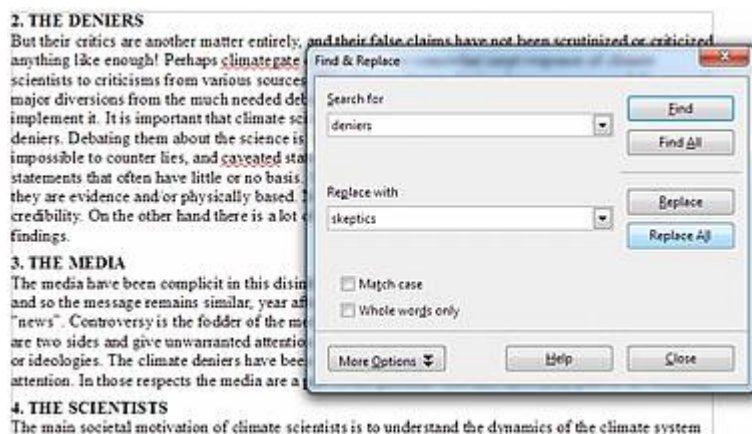 2. THE DENIERS
But their critics are another matter entirely, and their false claims have not been scrutinized or criticized
anything like enough! Perhaps climategate
scientists to criticisms from various sources
major diversions from the much needed deb
implement it. It is important that climate sci
deniers. Debating them about the science is
impossible to counter lies, and caveated stat
statements that often have little or no basis.
they are evidence and/or physically based.
credibility. On the other hand there is a lot
findings.
3. THE MEDIA
The media have been complicit in this disin
and so the message remains similar, year af
"news". Controversy is the fodder of the me
are two sides and give unwarranted attentio
or ideologies. The climate deniers have bee
attention. In those respects the media are a
4. THE SCIENTISTS
The main societal motivation of climate scientists is to understand the dynamics of the climate system
Find & Replace
Search for
deniers
Find
Find All
Replace with
skeptics
Replace
Replace All
Match case
Whole words only
More Options
Help
Close